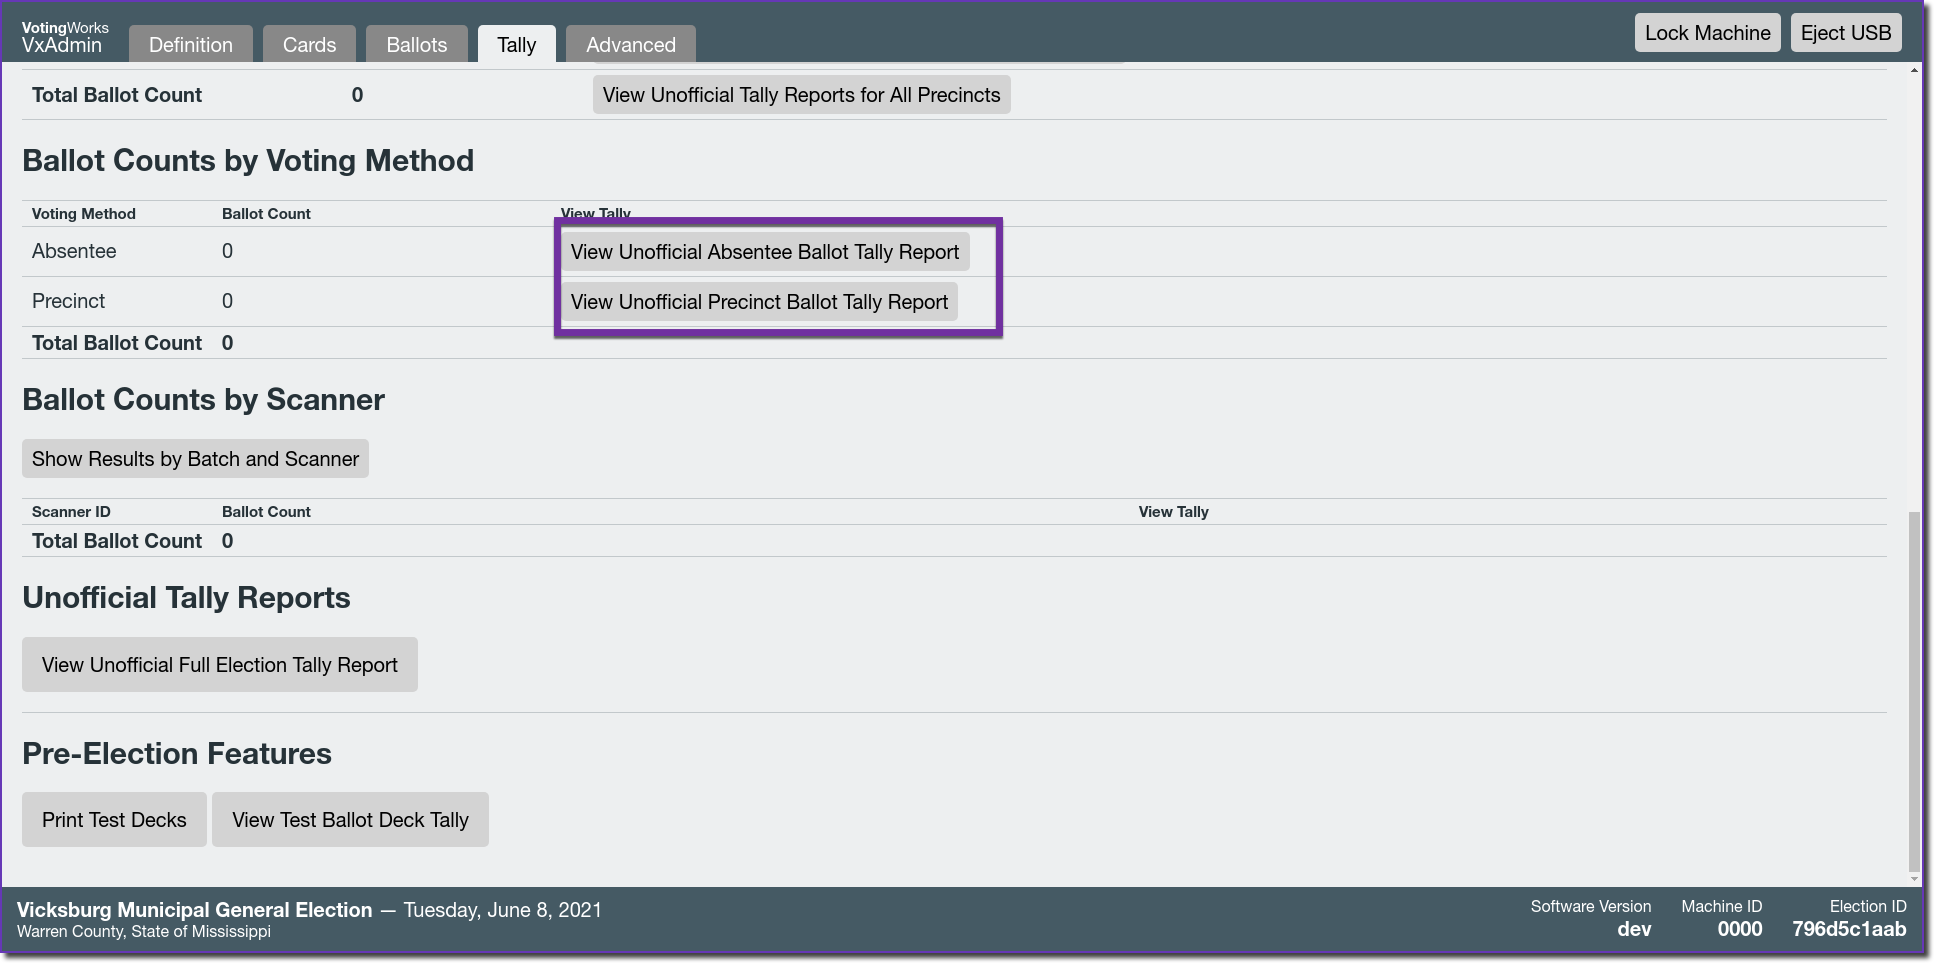 VotingWorks
VxAdmin
Definition
Cards
Ballots
Tally
Advanced
Lock Machine
Eject USB
Total Ballot Count 0 View Unofficial Tally Reports for All Precincts
Ballot Counts by Voting Method
Voting Method Ballot Count View Tally
Absentee 0 View Unofficial Absentee Ballot Tally Report
Precinct 0 View Unofficial Precinct Ballot Tally Report
Total Ballot Count 0
Ballot Counts by Scanner
Show Results by Batch and Scanner
Scanner ID Ballot Count View Tally
Total Ballot Count 0
Unofficial Tally Reports
View Unofficial Full Election Tally Report
Pre-Election Features
Print Test Decks View Test Ballot Deck Tally
Vicksburg Municipal General Election — Tuesday, June 8, 2021
Warren County, State of Mississippi
Software Version Machine ID Election ID
dev 0000 796d5c1aab